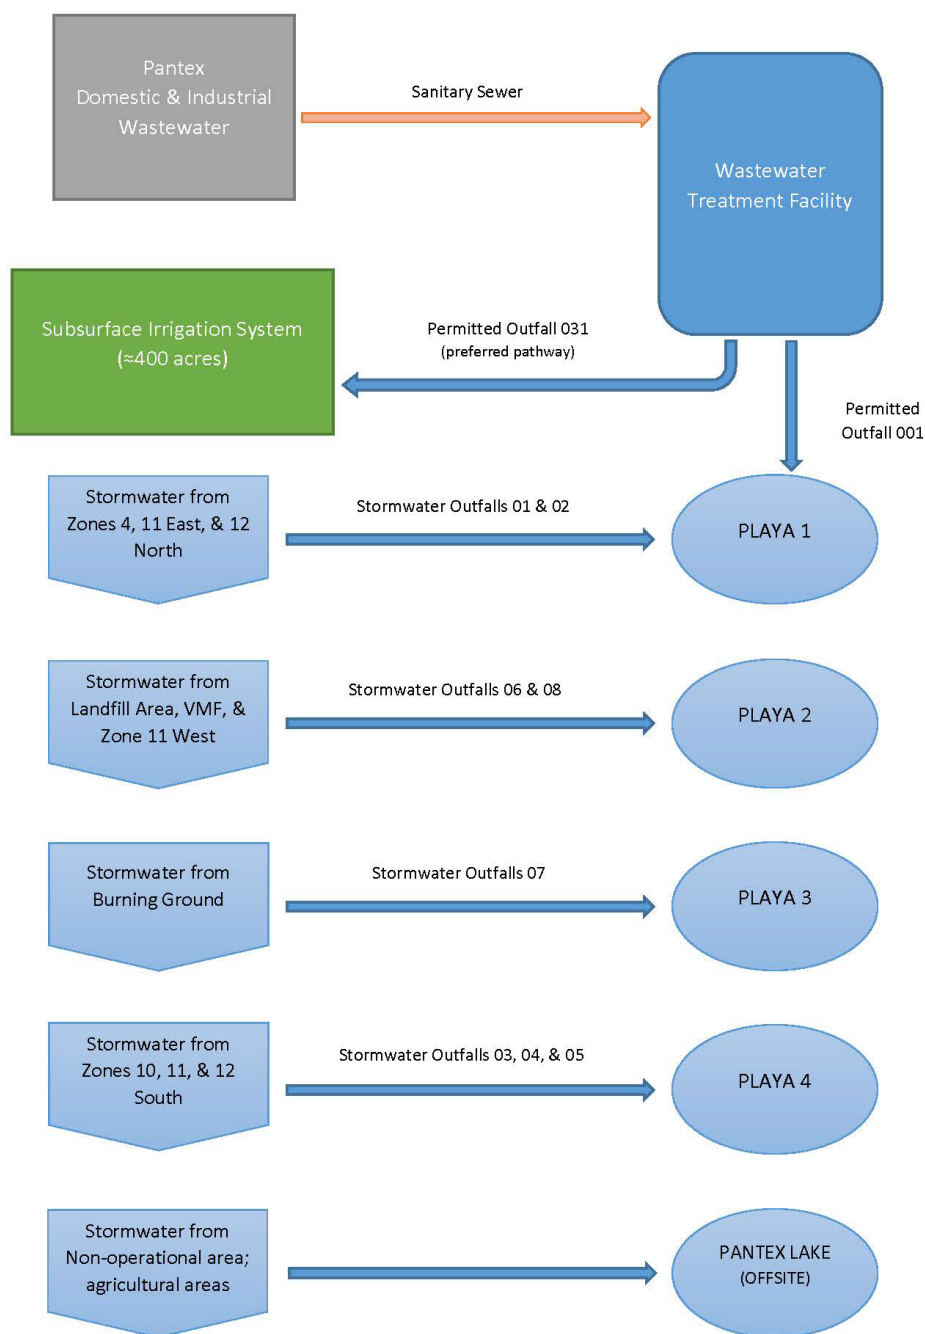 Pantex
Domestic & Industrial
Wastewater
Sanitary Sewer
Wastewater
Treatment Facility
Subsurface Irrigation System
(≈400 acres)
Permitted Outfall 031
(preferred pathway)
Permitted
Outfall 001
Stormwater from
Zones 4, 11 East, & 12
North
Stormwater Outfalls 01 & 02
PLAYA 1
Stormwater from
Landfill Area, VMF, &
Zone 11 West
Stormwater Outfalls 06 & 08
PLAYA 2
Stormwater from
Burning Ground
Stormwater Outfalls 07
PLAYA 3
Stormwater from
Zones 10, 11, & 12
South
Stormwater Outfalls 03, 04, & 05
PLAYA 4
Stormwater from
Non-operational area;
agricultural areas
PANTEX LAKE
(OFFSITE)